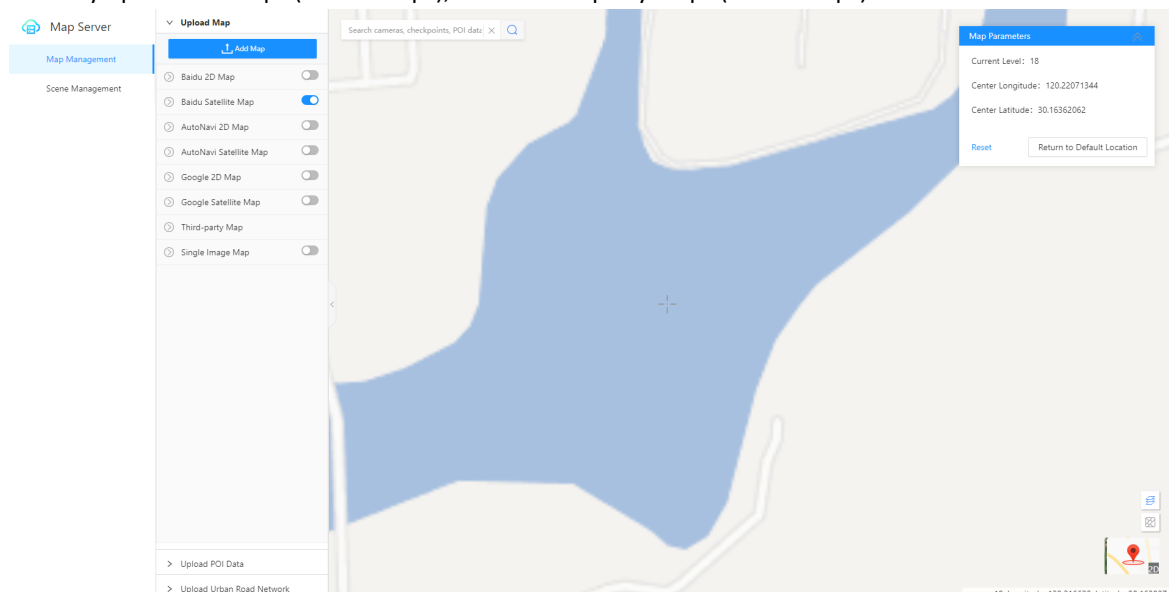 Map Server
Map Management
Scene Management
Upload Map
Add Map
Baidu 2D Map
Baidu Satellite Map
AutoNavi 2D Map
AutoNavi Satellite Map
Google 2D Map
Google Satellite Map
Third-party Map
Single Image Map
Upload POI Data
Upload Urban Road Network
Search cameras, checkpoints, POI data
Map Parameters
Current Level: 18
Center Longitude: 120.22071344
Center Latitude: 30.16362062
Reset
Return to Default Location
2D